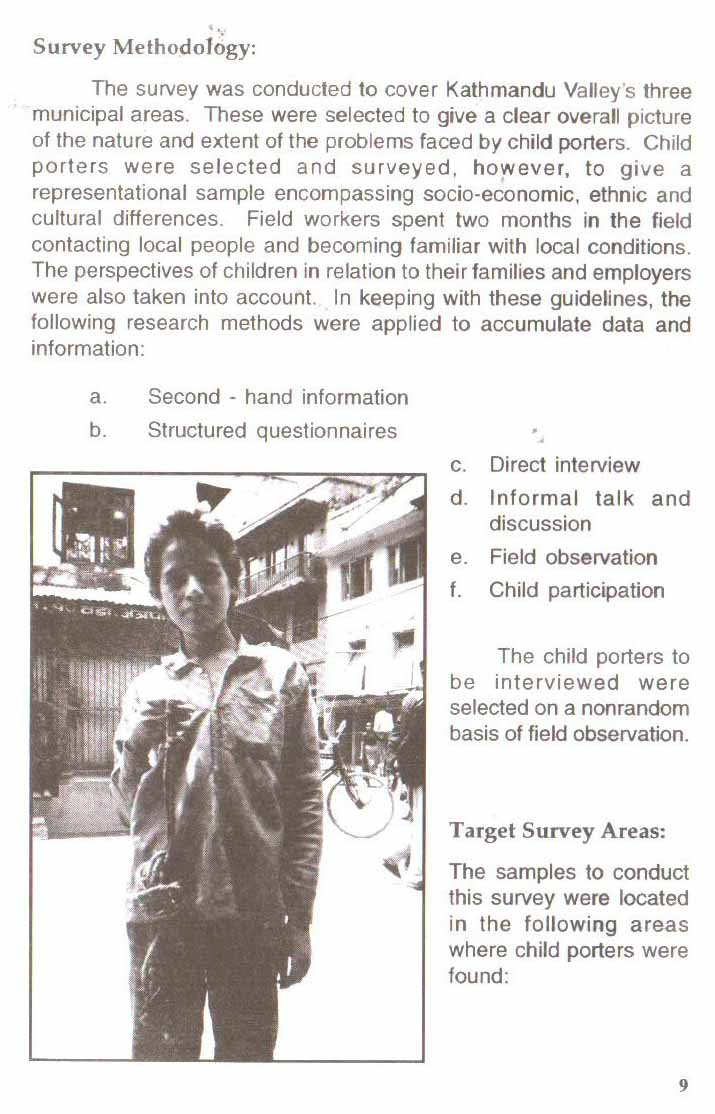 Survey Methodology:
The survey was conducted to cover Kathmandu Valley's three
municipal areas. These were selected to give a clear overall picture
of the nature and extent of the problems faced by child porters. Child
porters were selected and surveyed, however, to give a
representational sample encompassing socio-economic, ethnic and
cultural differences. Field workers spent two months in the field
contacting local people and becoming familiar with local conditions.
The perspectives of children in relation to their families and employers
were also taken into account. In keeping with these guidelines, the
following research methods were applied to accumulate data and
information:
a. Second - hand information
b. Structured questionnaires
c. Direct interview
d. Informal talk and
discussion
e. Field observation
f. Child participation
The child porters to
be interviewed were
selected on a nonrandom
basis of field observation.
Target Survey Areas:
The samples to conduct
this survey were located
in the following areas
where child porters were
found:
9